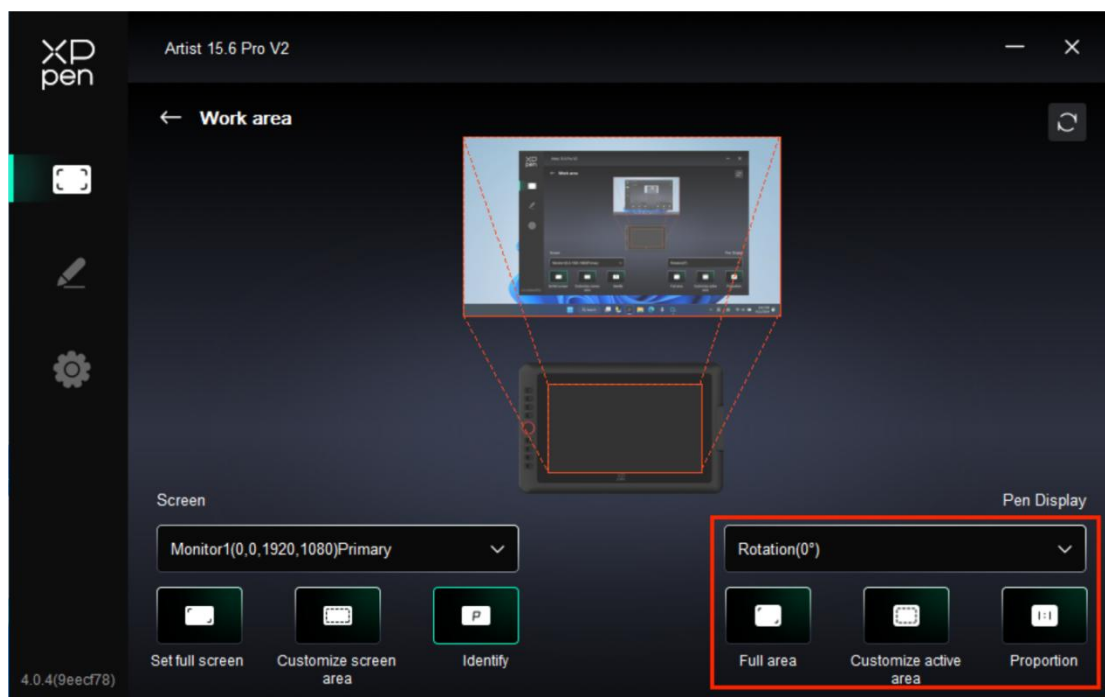 XP
pen
Artist 15.6 Pro V2
Work area
Screen
Pen Display
Monitor1(0,0,1920,1080)Primary
Rotation(0°)
Set full screen
Customize screen
area
Identify
Full area
Customize active
area
Proportion
4.0.4(9eecf78)